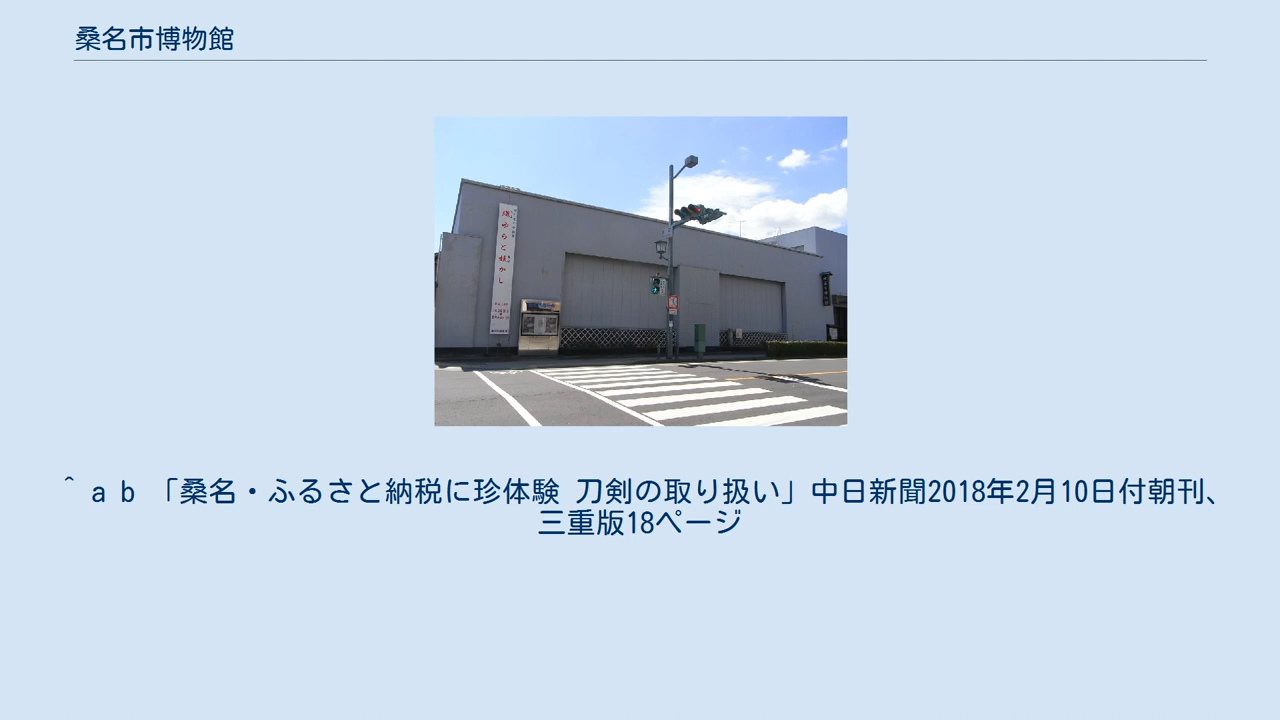 桑名市博物館
^ a b 「桑名・ふるさと納税に珍体験 刀剣の取り扱い」中日新聞2018年2月10日付朝刊、
三重版18ページ